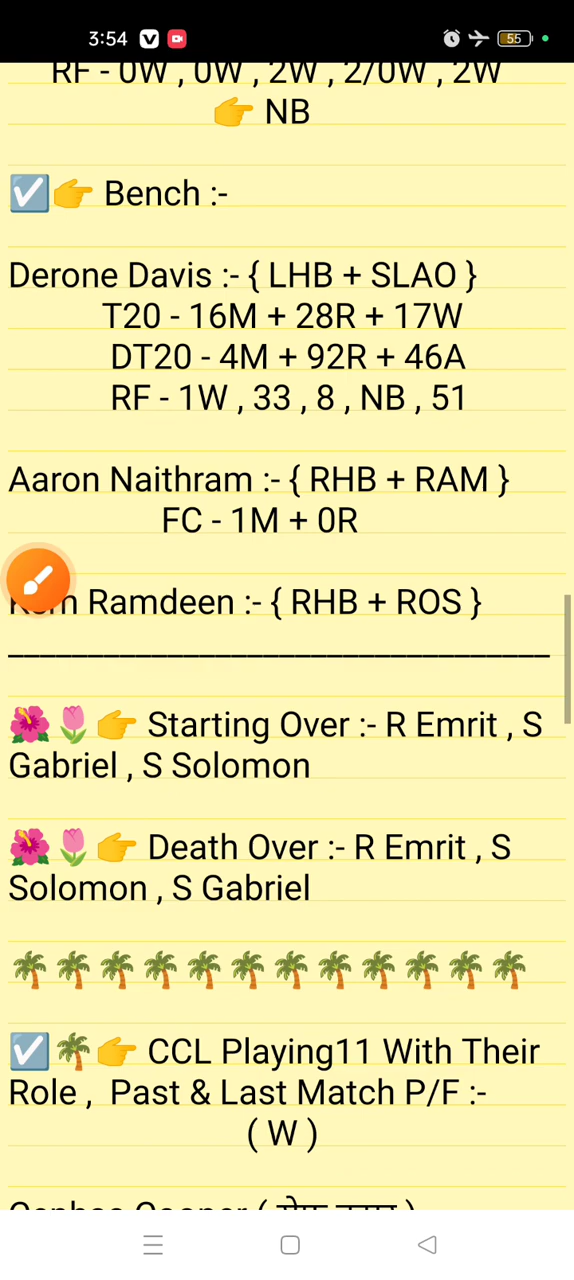 3:54
55
RF - 0W , 0W , 2W , 2/0W , 2W
👉 NB
☑️👉 Bench :-
Derone Davis :- { LHB + SLAO }
T20 - 16M + 28R + 17W
DT20 - 4M + 92R + 46A
RF - 1W , 33 , 8 , NB , 51
Aaron Naithram :- { RHB + RAM }
FC - 1M + 0R
Ramdeen :- { RHB + ROS }
🌺🌷👉 Starting Over :- R Emrit , S
Gabriel , S Solomon
🌺🌷👉 Death Over :- R Emrit , S
Solomon , S Gabriel
🌴🌴🌴🌴🌴🌴🌴🌴🌴🌴🌴🌴
☑️🌴👉 CCL Playing11 With Their
Role , Past & Last Match P/F :-
( W )